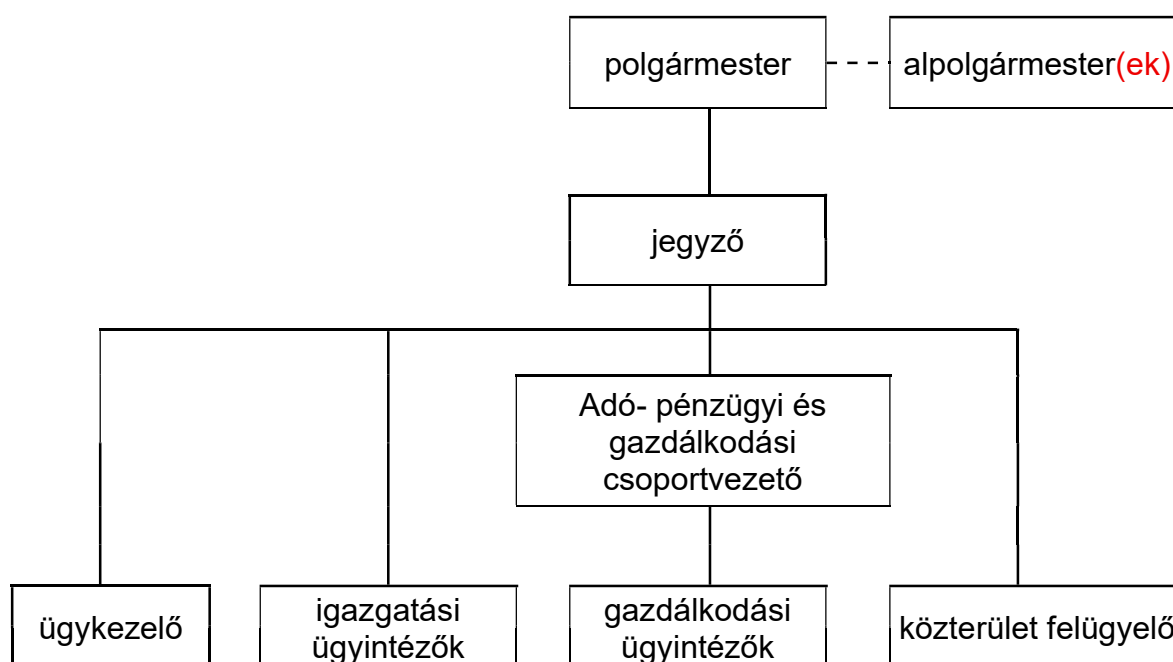 polgármester
alpolgármester(ek)
jegyző
Adó- pénzügyi és
gazdálkodási
csoportvezető
ügykezelő
igazgatási
ügyintézők
gazdálkodási
ügyintézők
közterület felügyelő